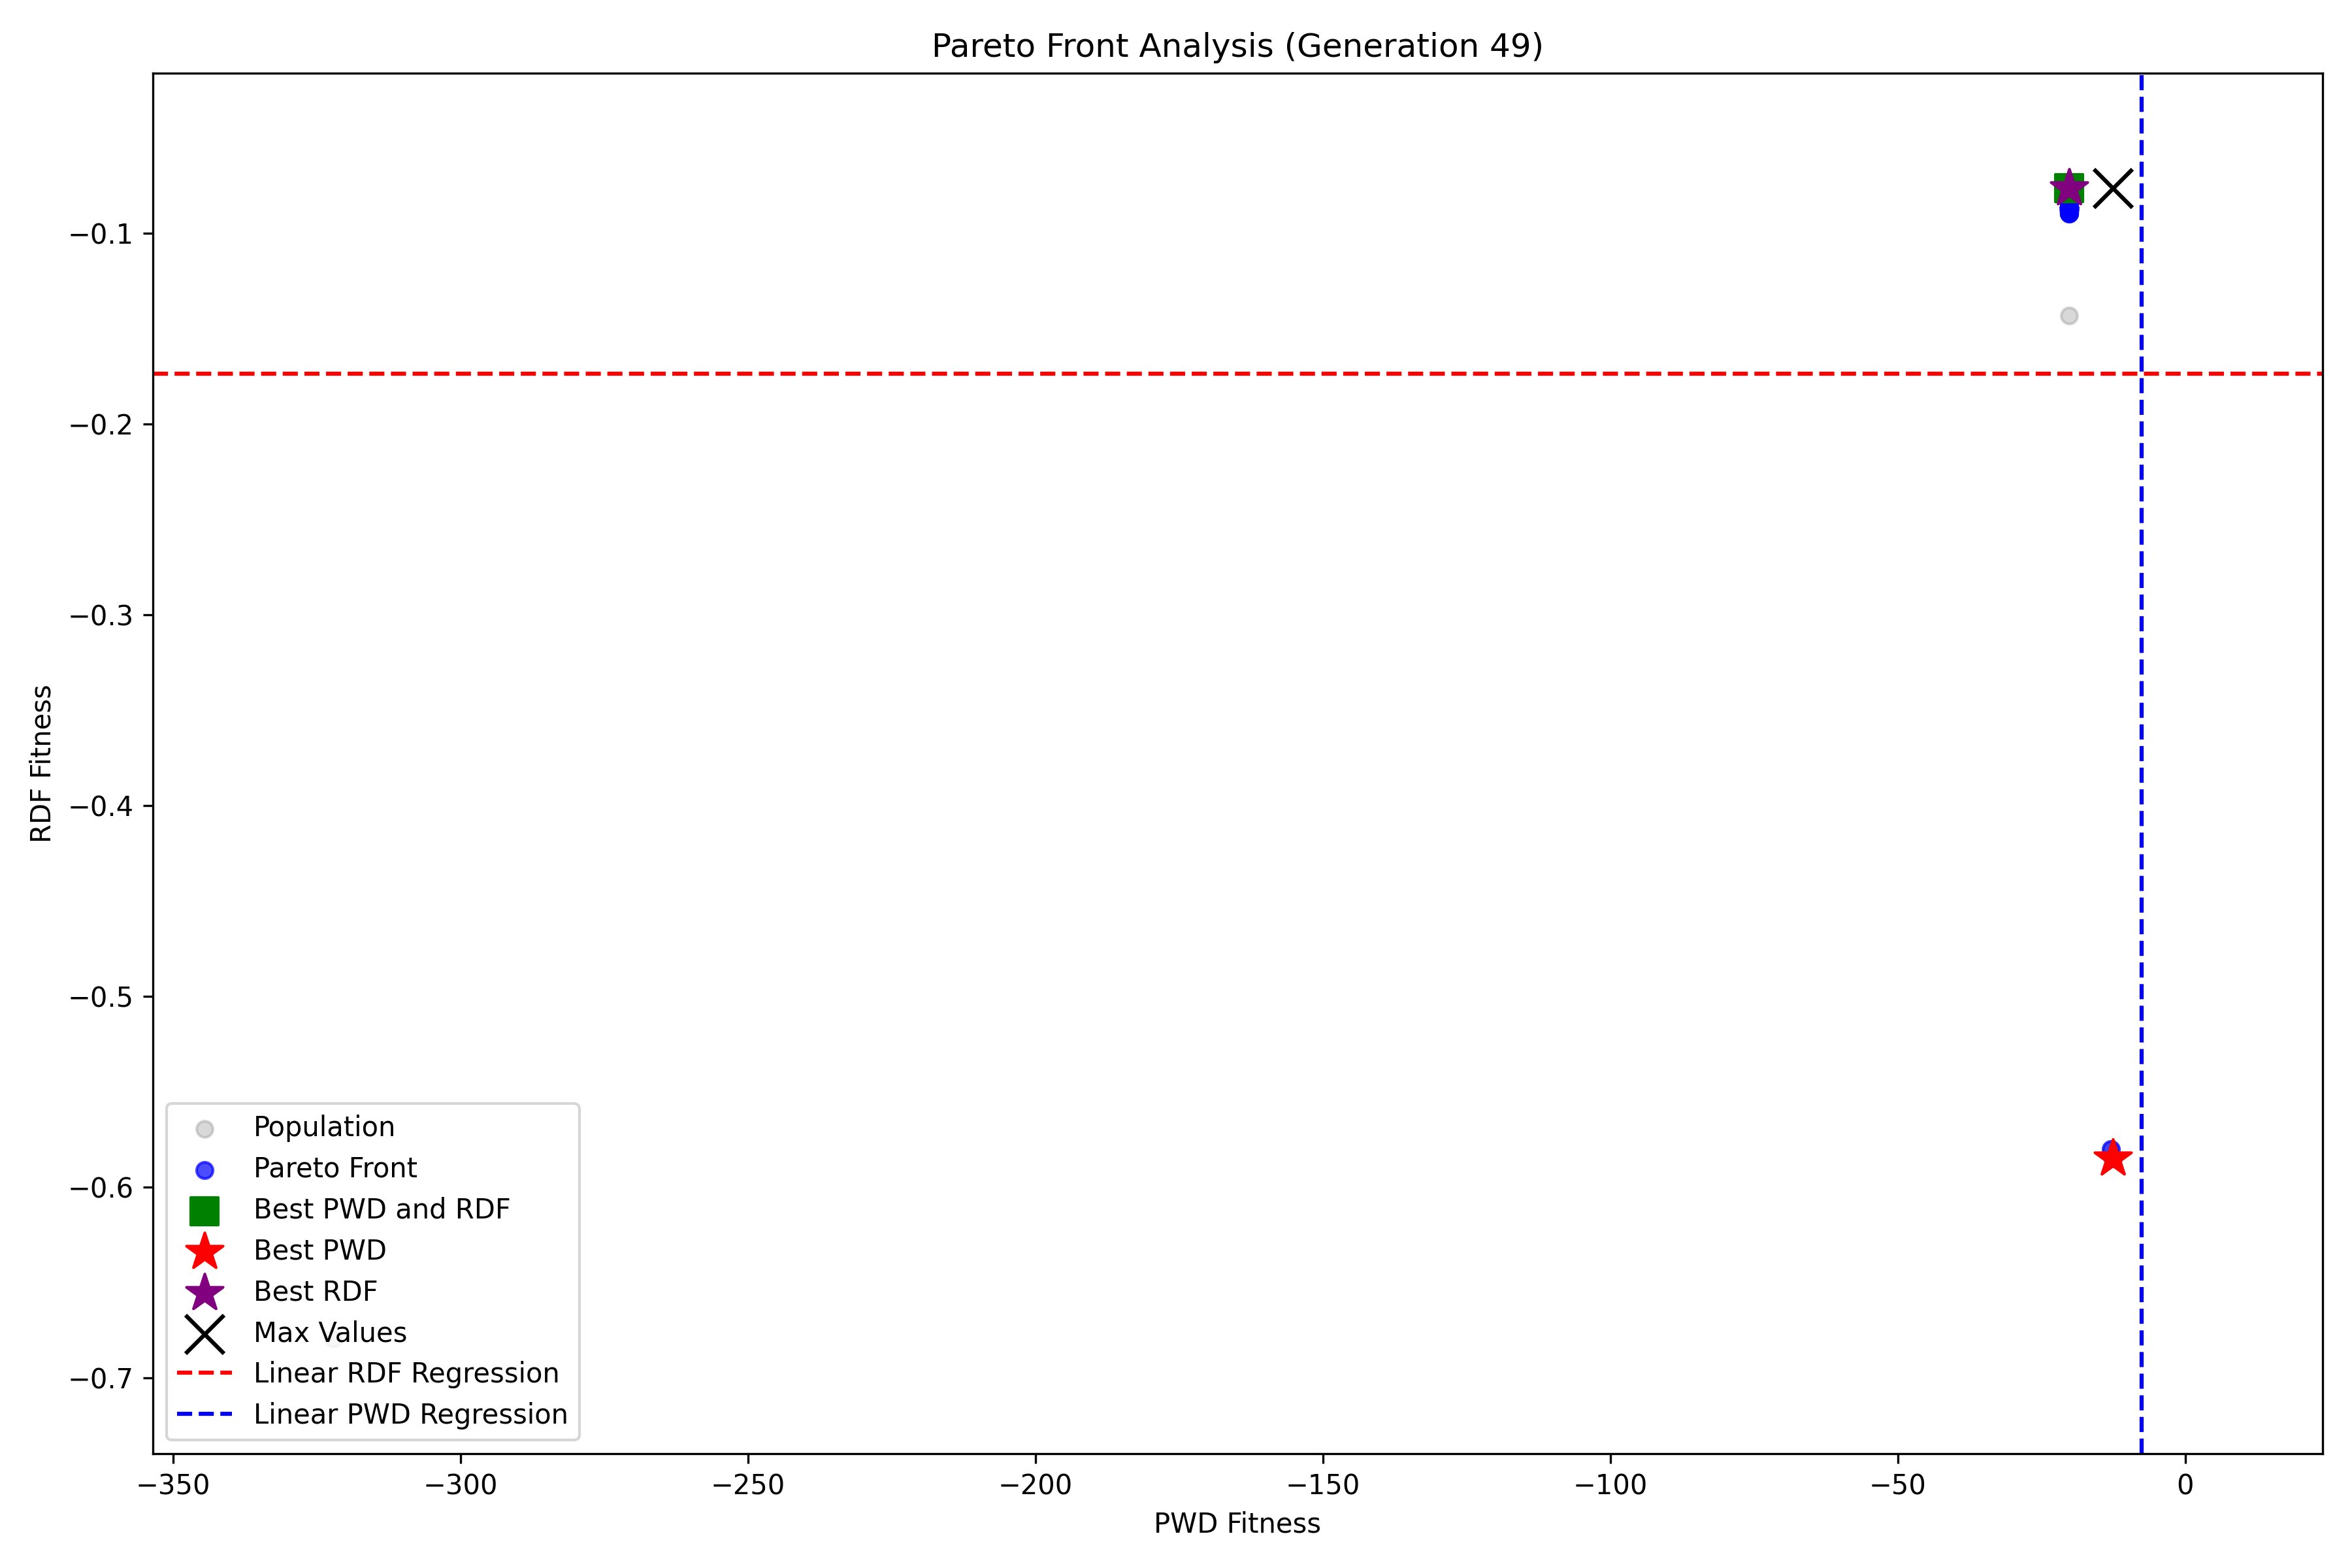 Pareto Front Analysis (Generation 49)
−0.1
−0.2
−0.3
−0.4
−0.5
−0.6
−0.7
RDF Fitness
Population
Pareto Front
Best PWD and RDF
Best PWD
Best RDF
Max Values
Linear RDF Regression
Linear PWD Regression
−350
−300
−250
−200
−150
−100
−50
0
PWD Fitness